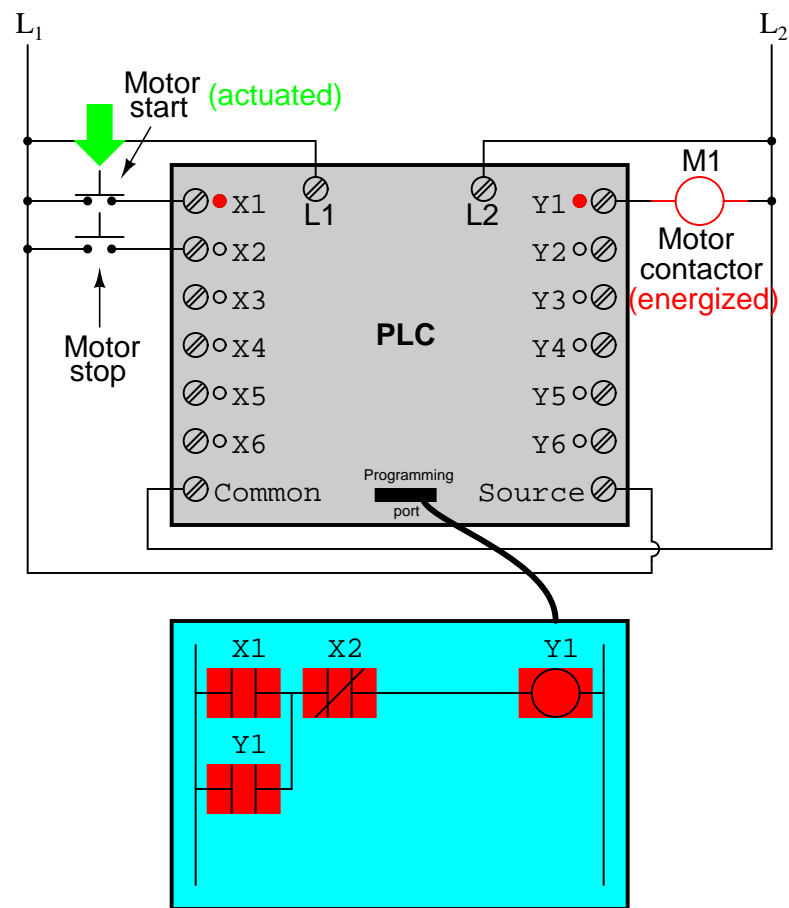 L1 L2
Motor
start (actuated)
M1
X1 L1 L2 Y1
X2 Y2
Motor
contactor
(energized)
X3 Y3
Motor
stop
X4 PLC Y4
X5 Y5
X6 Y6
Programming
port
Common Source
X1 X2 Y1
Y1